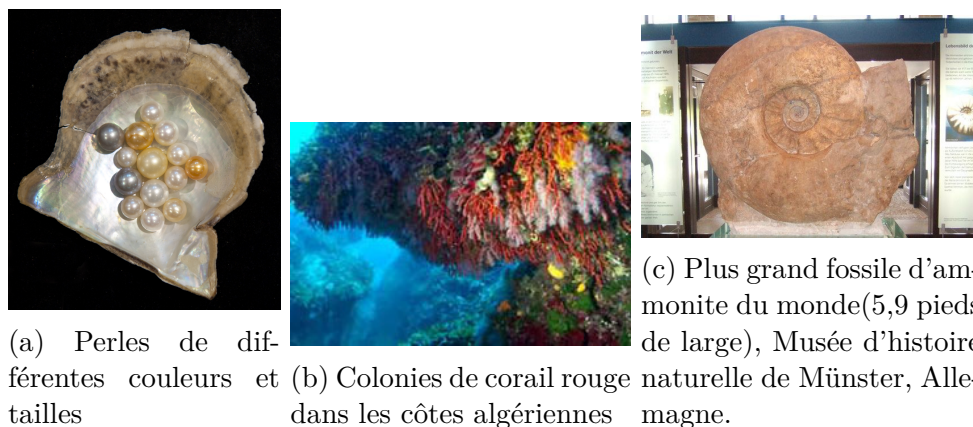 (a) Perles de dif-
férentes couleurs et
tailles
(b) Colonies de corail rouge
dans les côtes algériennes
(c) Plus grand fossile d'am-
monite du monde(5,9 pieds
de large), Musée d'histoire
naturelle de Münster, Alle-
magne.